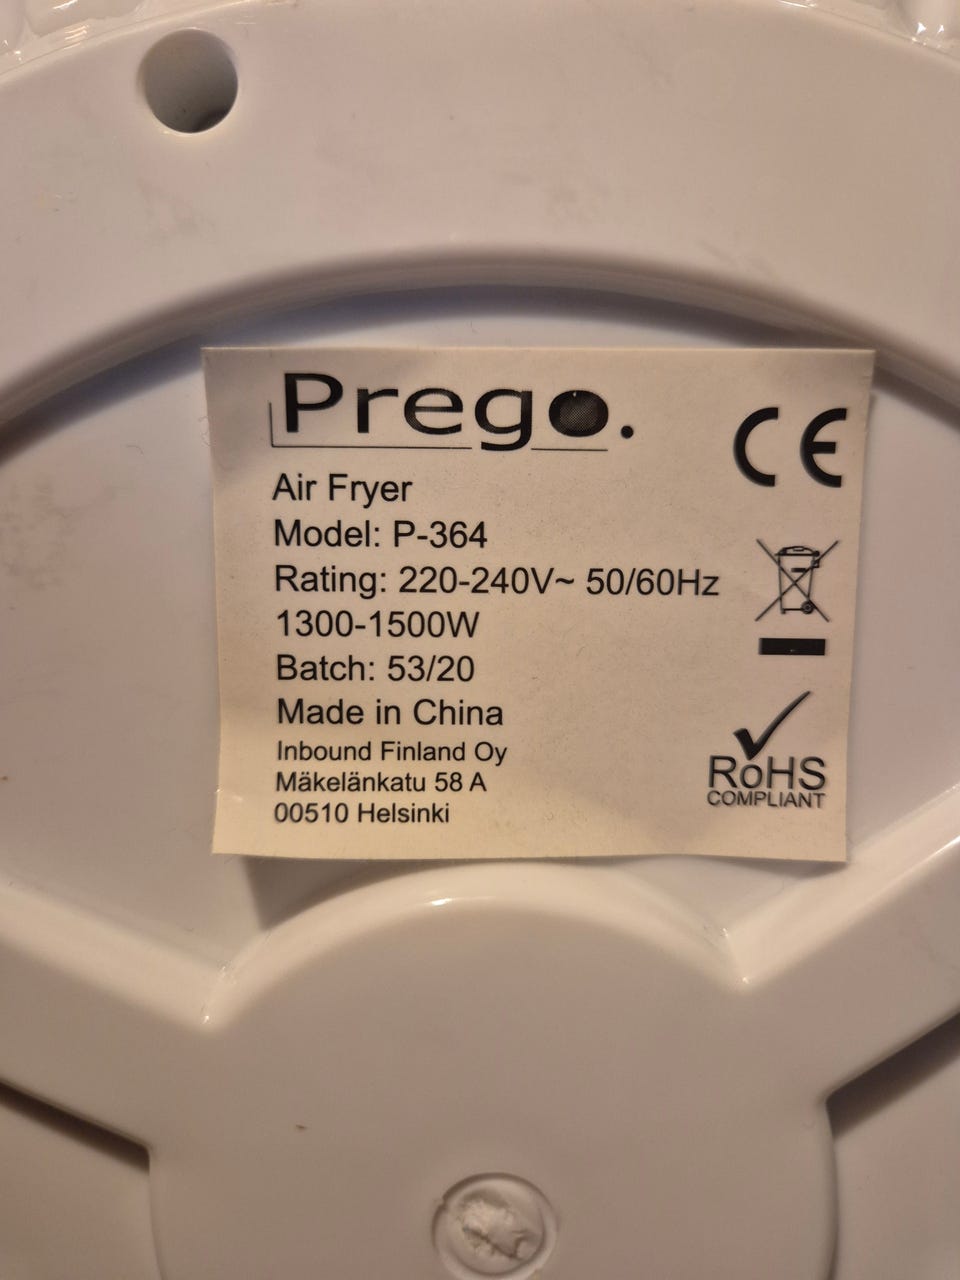 Prego.
CE
Air Fryer
Model: P-364
Rating: 220-240V~ 50/60Hz
1300-1500W
Batch: 53/20
Made in China
Inbound Finland Oy
Mäkelänkatu 58 A
00510 Helsinki
RoHS
COMPLIANT